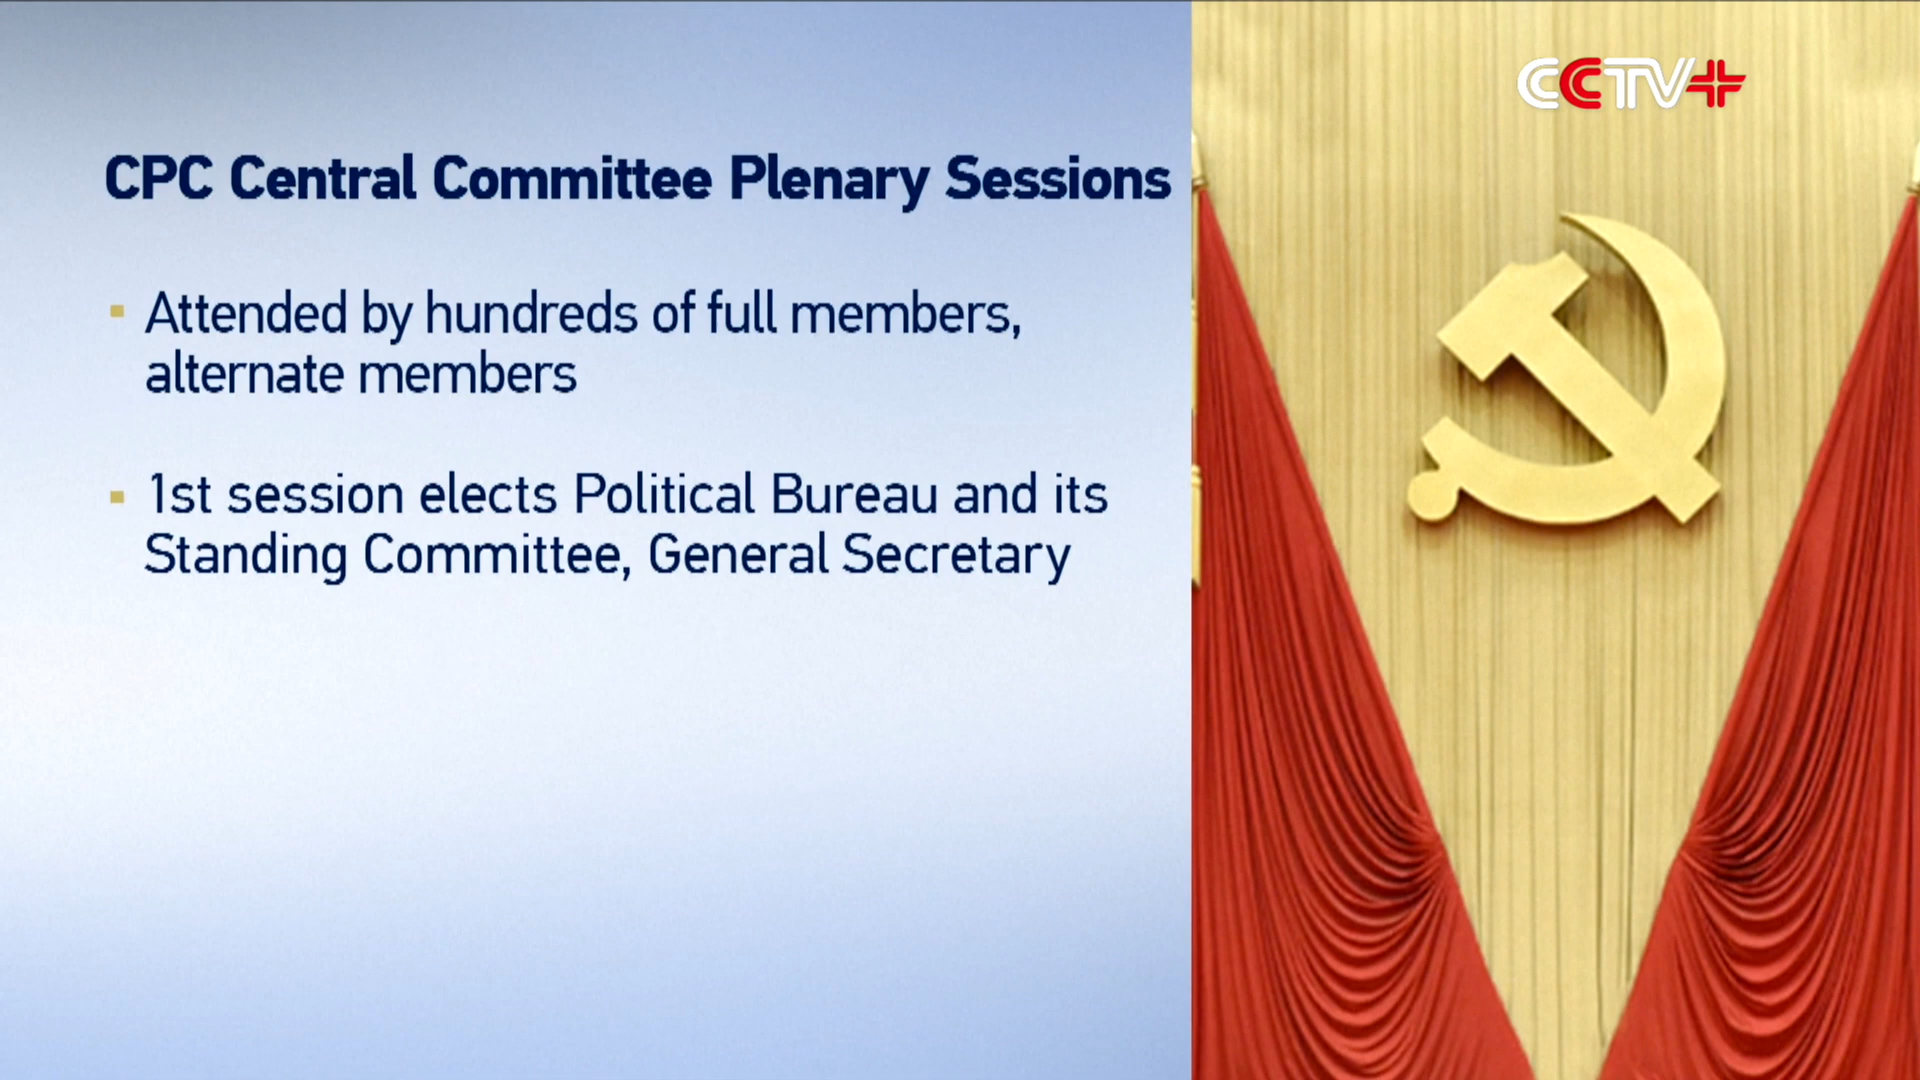 CCTV+
CPC Central Committee Plenary Sessions
Attended by hundreds of full members,
alternate members
1st session elects Political Bureau and its
Standing Committee, General Secretary